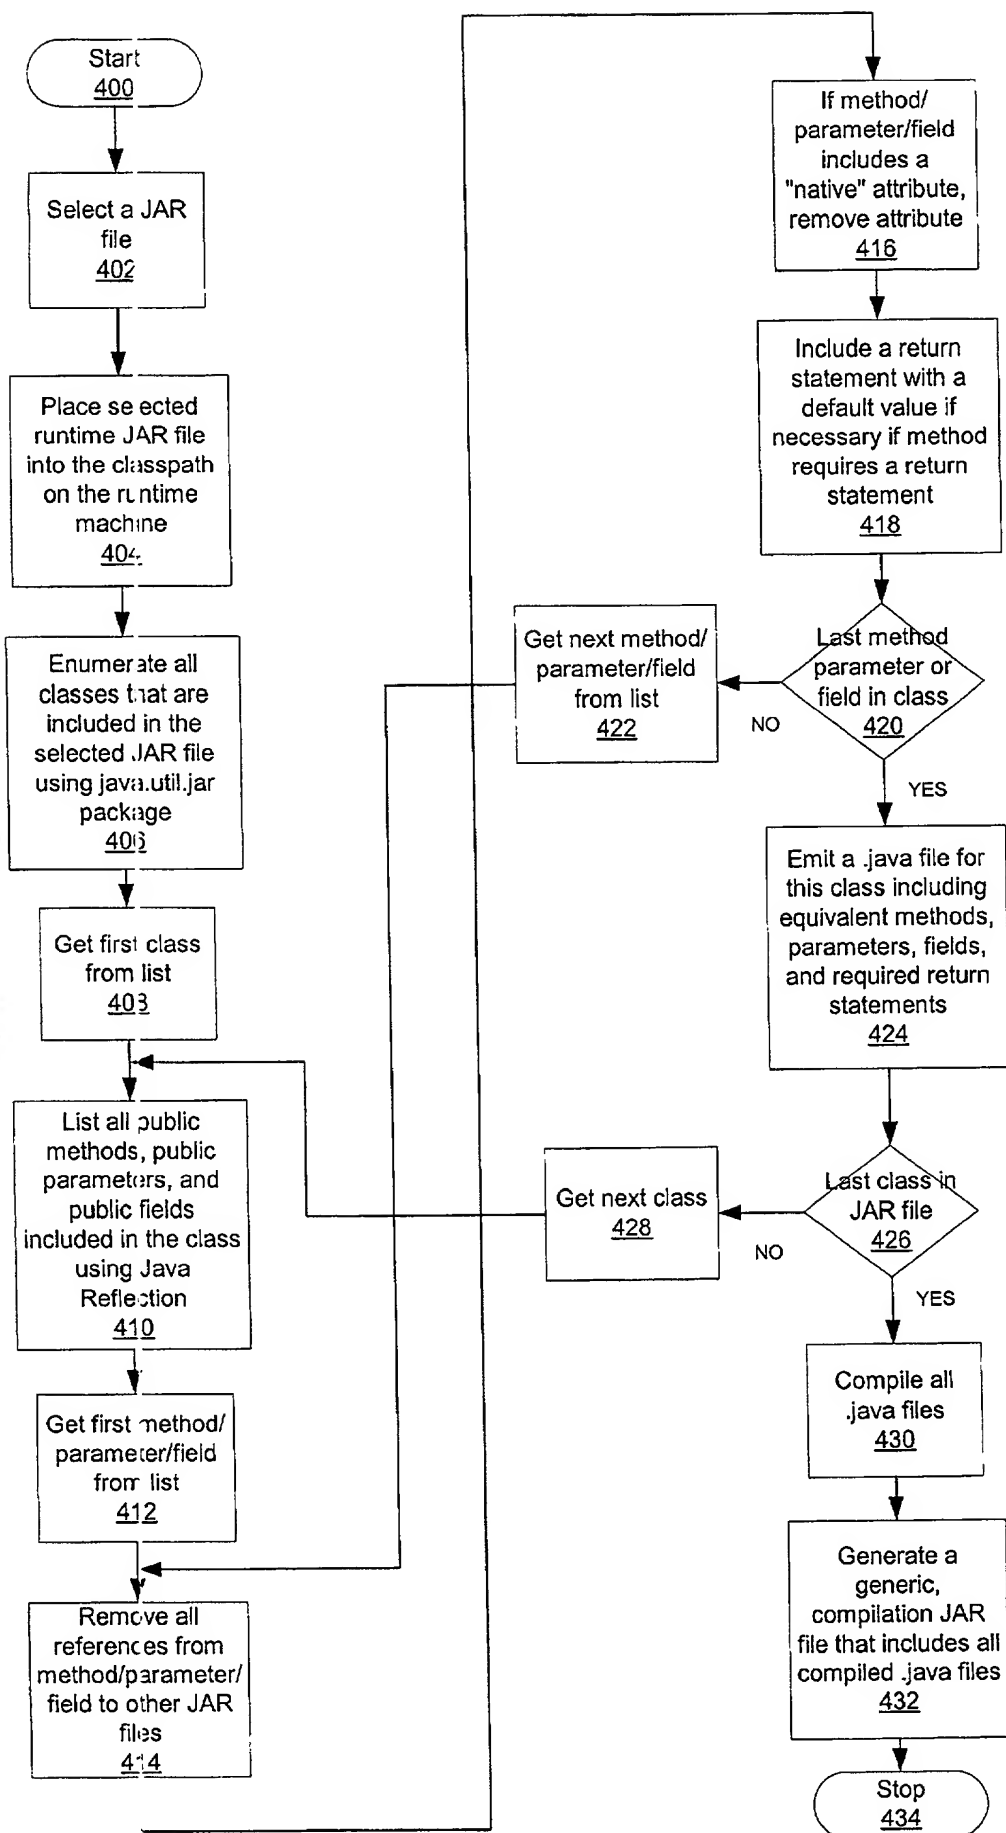 Start
400
Select a JAR
file
402
Place selected
runtime JAR file
into the classpath
on the runtime
machine
404
Enumerate all
classes that are
included in the
selected JAR file
using java.util.jar
package
406
Get first class
from list
408
List all public
methods, public
parameters, and
public fields
included in the class
using Java
Reflection
410
Get first method/
parameter/field
from list
412
Remove all
references from
method/parameter/
field to other JAR
files
414
If method/
parameter/field
includes a
"native" attribute,
remove attribute
416
Include a return
statement with a
default value if
necessary if method
requires a return
statement
418
Last method
parameter or
field in class
420
NO
YES
Get next method/
parameter/field
from list
422
Emit a .java file for
this class including
equivalent methods,
parameters, fields,
and required return
statements
424
Last class in
JAR file
426
NO
YES
Get next class
428
Compile all
.java files
430
Generate a
generic,
compilation JAR
file that includes all
compiled .java files
432
Stop
434